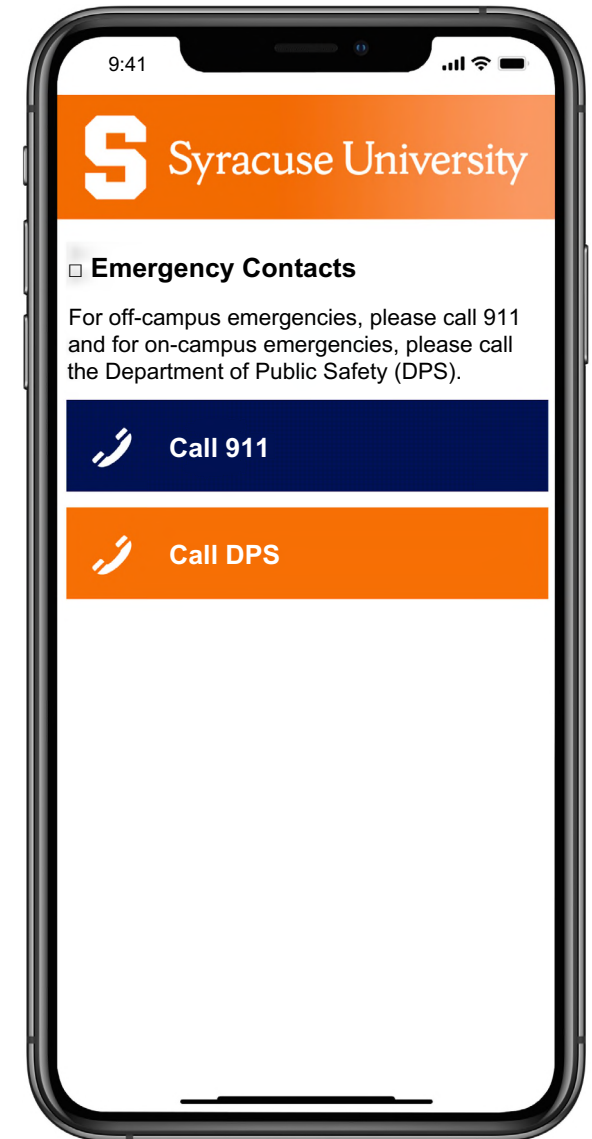 9:41
S Syracuse University
□ Emergency Contacts
For off-campus emergencies, please call 911
and for on-campus emergencies, please call
the Department of Public Safety (DPS).
Call 911
Call DPS